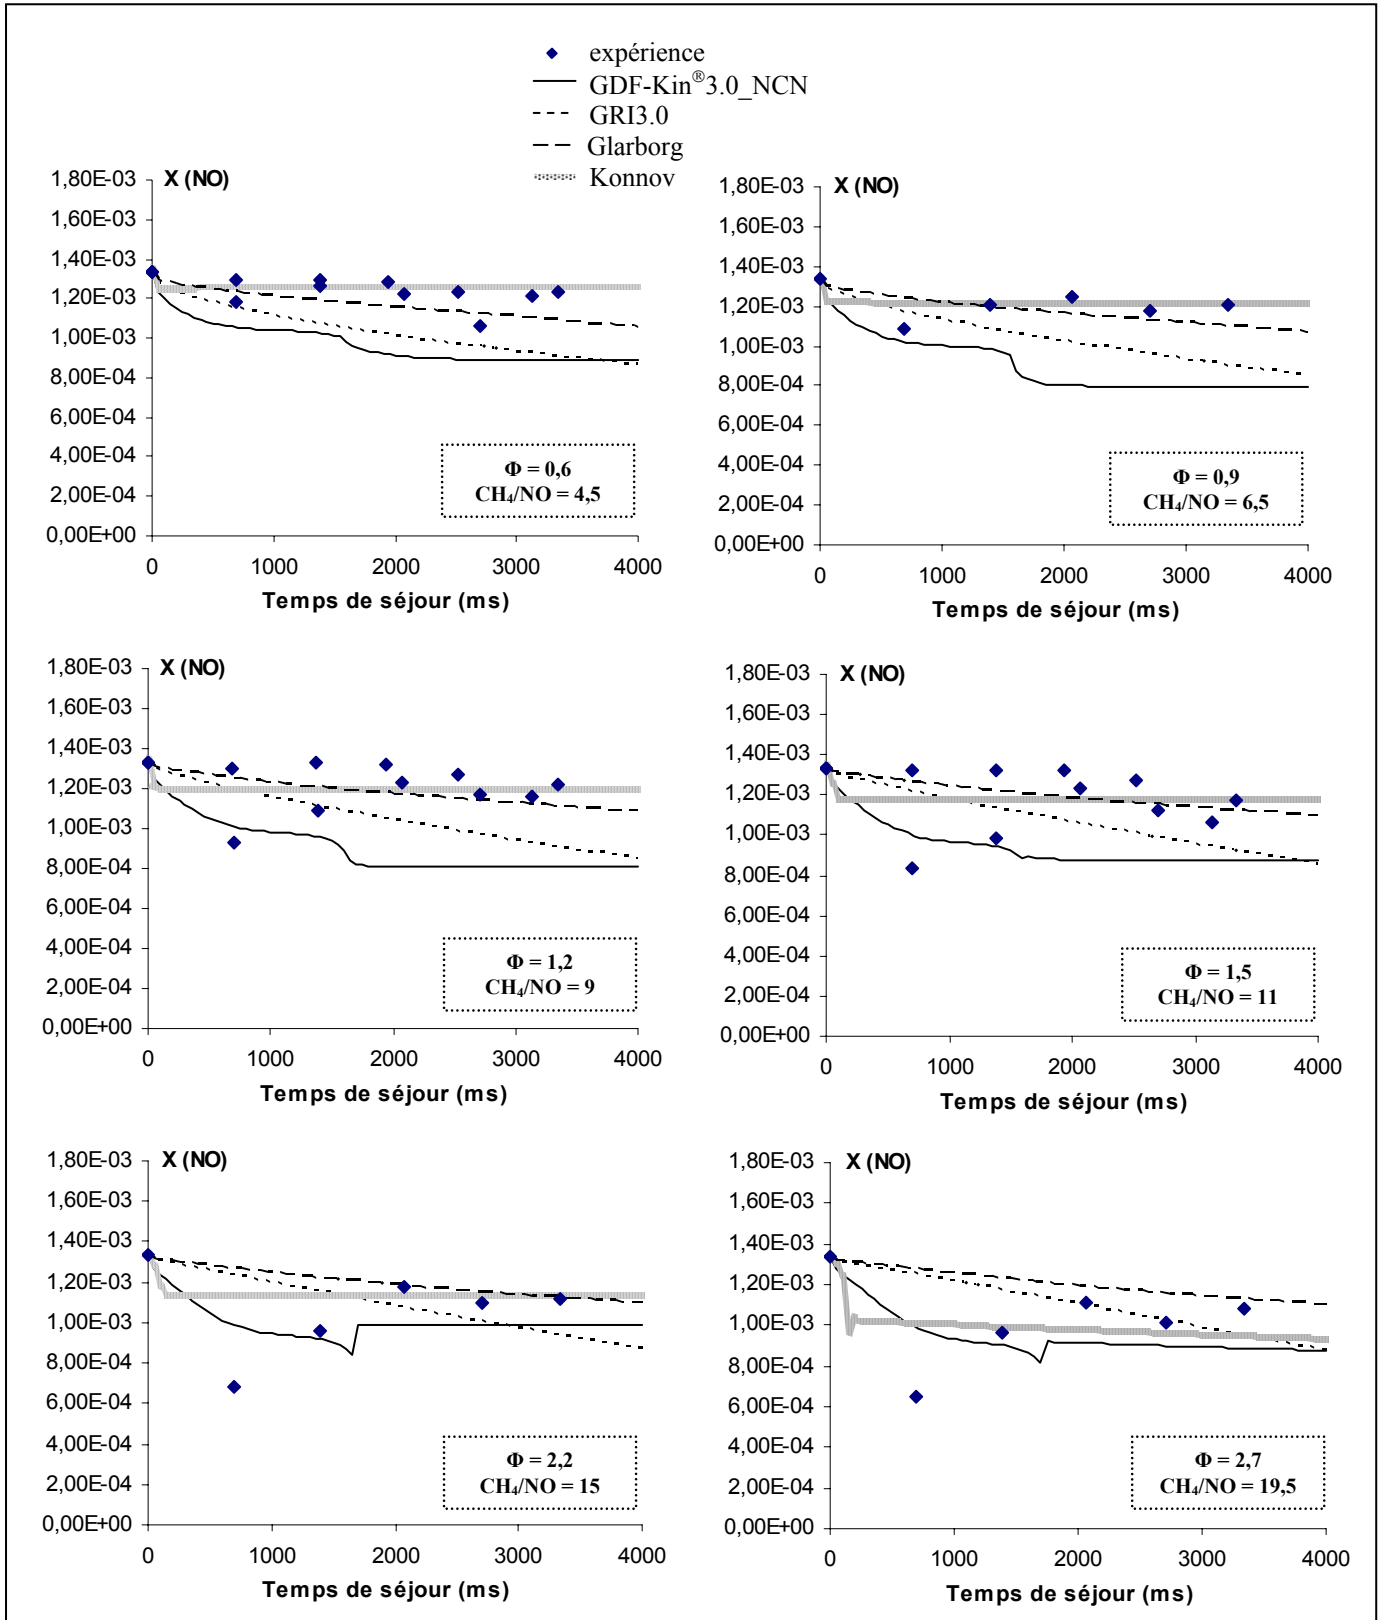 expérience
GDF-Kin®3.0_NCN
GRI3.0
Glarborg
Konnov
X (NO)
1,80E-03
1,60E-03
1,40E-03
1,20E-03
1,00E-03
8,00E-04
6,00E-04
4,00E-04
2,00E-04
0,00E+00
Φ = 0,6
CH₄/NO = 4,5
0 1000 2000 3000 4000
Temps de séjour (ms)
X (NO)
1,80E-03
1,60E-03
1,40E-03
1,20E-03
1,00E-03
8,00E-04
6,00E-04
4,00E-04
2,00E-04
0,00E+00
Φ = 0,9
CH₄/NO = 6,5
0 1000 2000 3000 4000
Temps de séjour (ms)
X (NO)
1,80E-03
1,60E-03
1,40E-03
1,20E-03
1,00E-03
8,00E-04
6,00E-04
4,00E-04
2,00E-04
0,00E+00
Φ = 1,2
CH₄/NO = 9
0 1000 2000 3000 4000
Temps de séjour (ms)
X (NO)
1,80E-03
1,60E-03
1,40E-03
1,20E-03
1,00E-03
8,00E-04
6,00E-04
4,00E-04
2,00E-04
0,00E+00
Φ = 1,5
CH₄/NO = 11
0 1000 2000 3000 4000
Temps de séjour (ms)
X (NO)
1,80E-03
1,60E-03
1,40E-03
1,20E-03
1,00E-03
8,00E-04
6,00E-04
4,00E-04
2,00E-04
0,00E+00
Φ = 2,2
CH₄/NO = 15
0 1000 2000 3000 4000
Temps de séjour (ms)
X (NO)
1,80E-03
1,60E-03
1,40E-03
1,20E-03
1,00E-03
8,00E-04
6,00E-04
4,00E-04
2,00E-04
0,00E+00
Φ = 2,7
CH₄/NO = 19,5
0 1000 2000 3000 4000
Temps de séjour (ms)